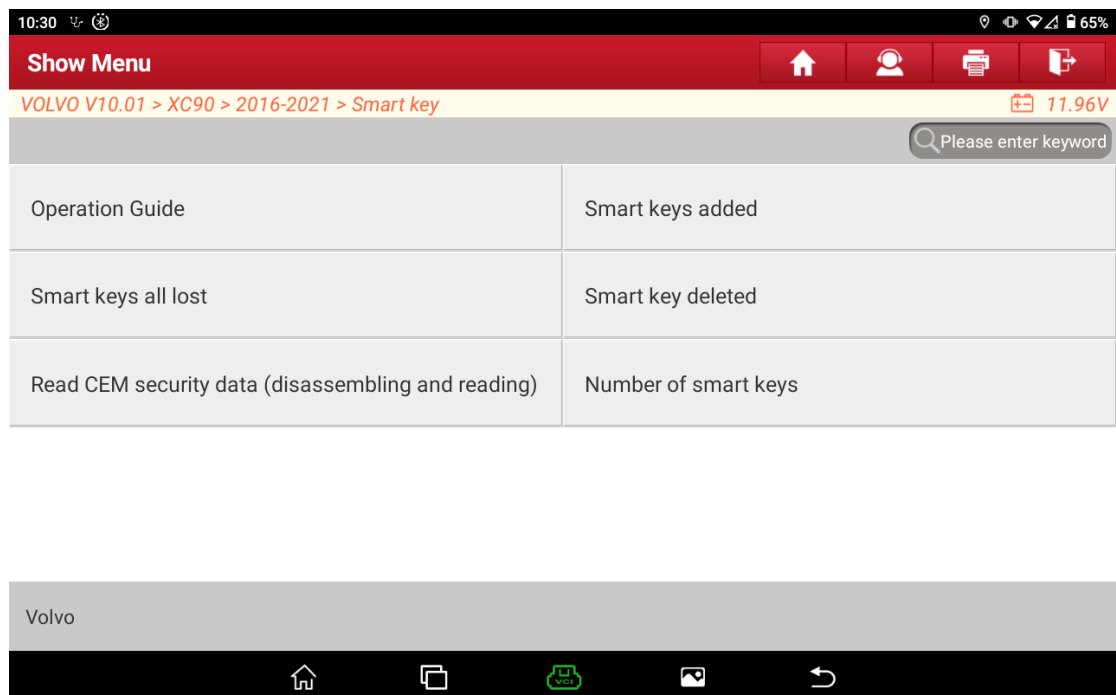 10:30
65%
Show Menu
VOLVO V10.01 > XC90 > 2016-2021 > Smart key
11.96V
Please enter keyword
Operation Guide
Smart keys added
Smart keys all lost
Smart key deleted
Read CEM security data (disassembling and reading)
Number of smart keys
Volvo
VCI